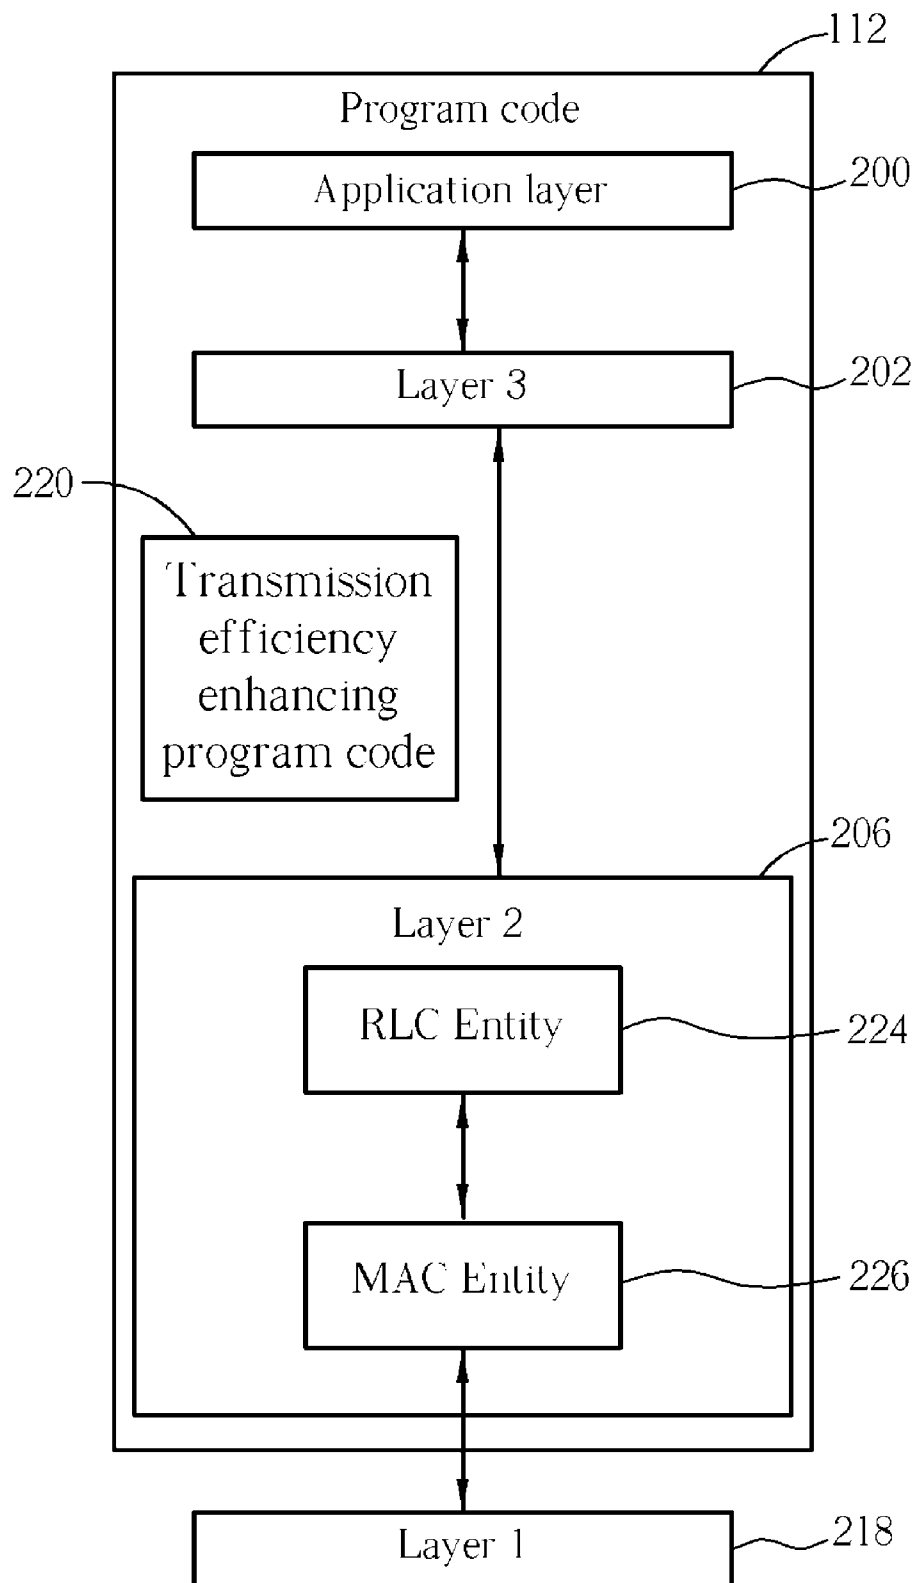 112
Program code
Application layer
200
Layer 3
202
220
Transmission
efficiency
enhancing
program code
206
Layer 2
RLC Entity
224
MAC Entity
226
Layer 1
218